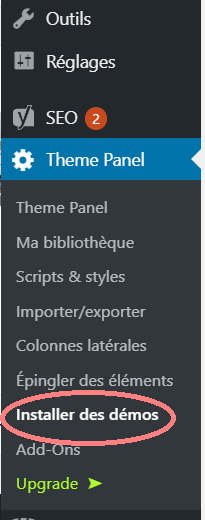 Outils
Réglages
SEO 2
Theme Panel
Theme Panel
Ma bibliothèque
Scripts & styles
Importer/exporter
Colonnes latérales
Épingler des éléments
Installer des démos
Add-Ons
Upgrade ➤